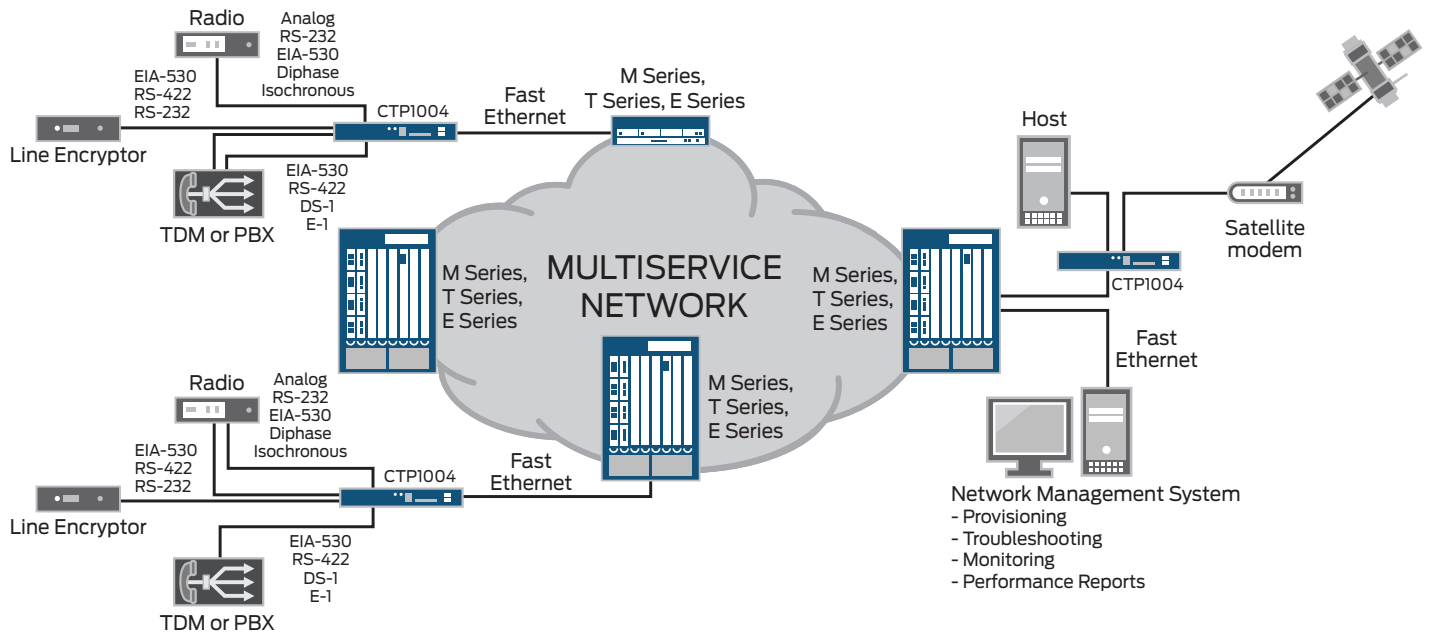 Radio
Analog
RS-232
EIA-530
Diphase
Isochronous
EIA-530
RS-422
RS-232
Line Encryptor
CTP1004
Fast
Ethernet
M Series,
T Series, E Series
EIA-530
RS-422
DS-1
E-1
TDM or PBX
M Series,
T Series,
E Series
MULTISERVICE
NETWORK
M Series,
T Series,
E Series
Host
Satellite
modem
CTP1004
Fast
Ethernet
M Series,
T Series,
E Series
Radio
Analog
RS-232
EIA-530
Diphase
Isochronous
EIA-530
RS-422
RS-232
Line Encryptor
CTP1004
Fast
Ethernet
EIA-530
RS-422
DS-1
E-1
TDM or PBX
Network Management System
- Provisioning
- Troubleshooting
- Monitoring
- Performance Reports